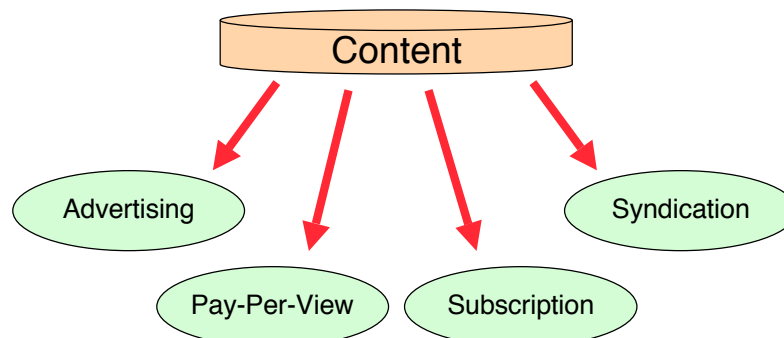 Content
Advertising
Syndication
Pay-Per-View
Subscription